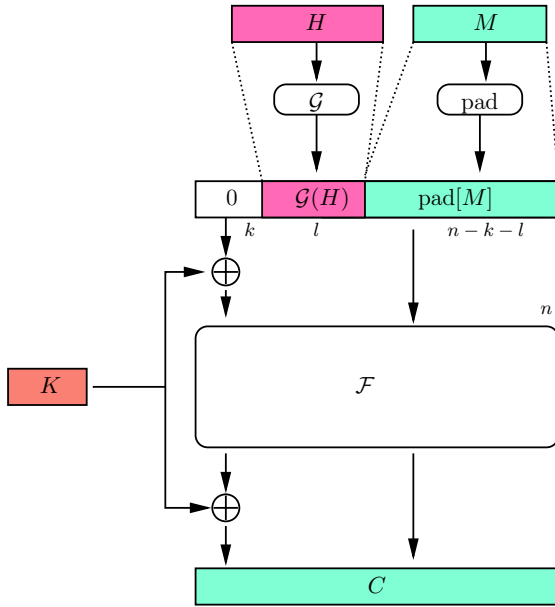 H M
𝒢 pad
0 𝒢(H) pad[M]
k l n − k − l
n
K ℱ
C